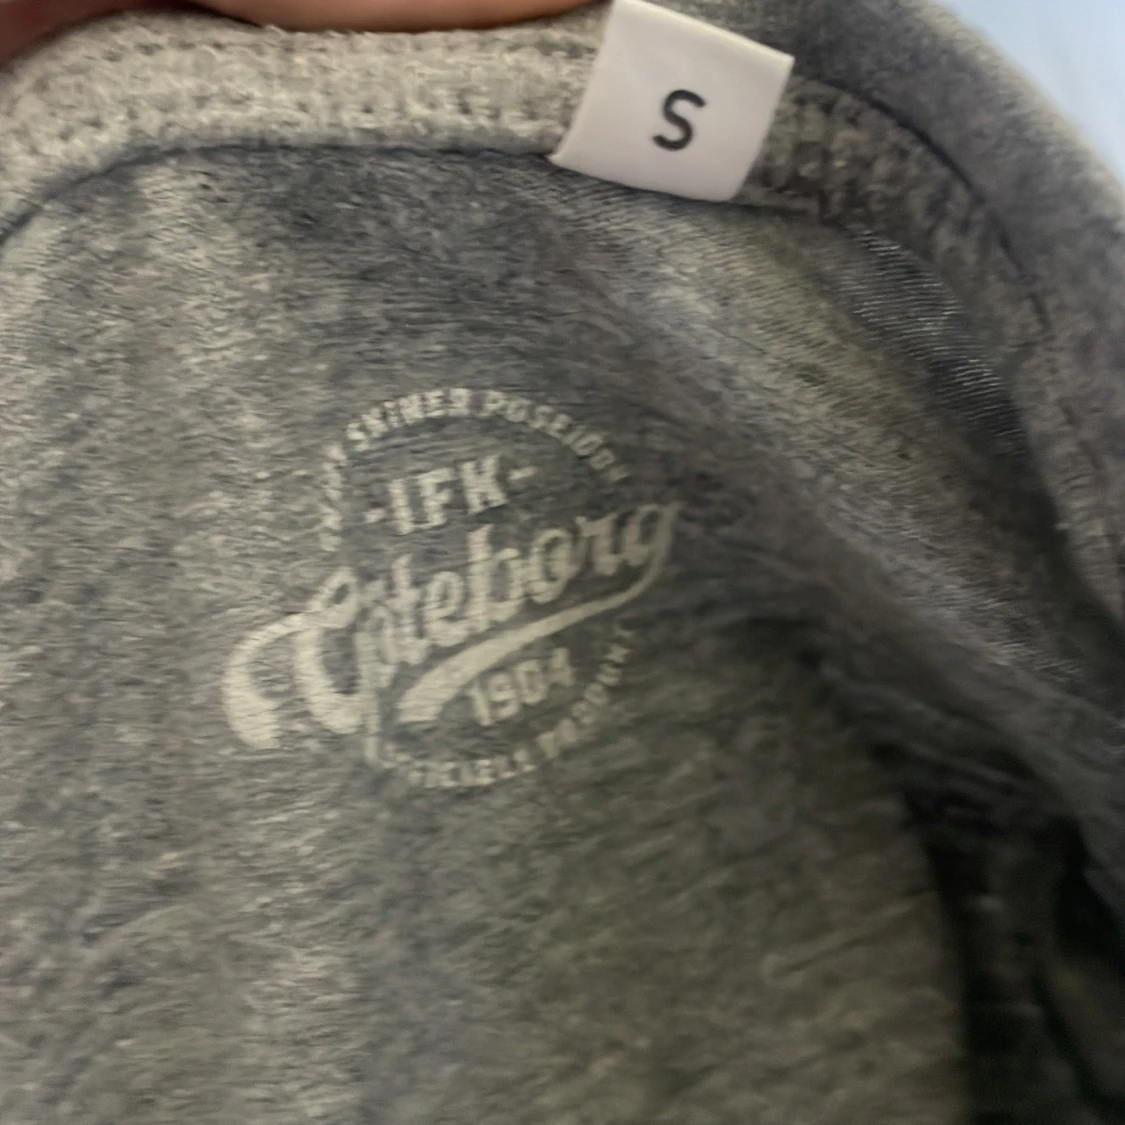 S
SKINER POSEIDON
-IFK-
Göteborg
1904